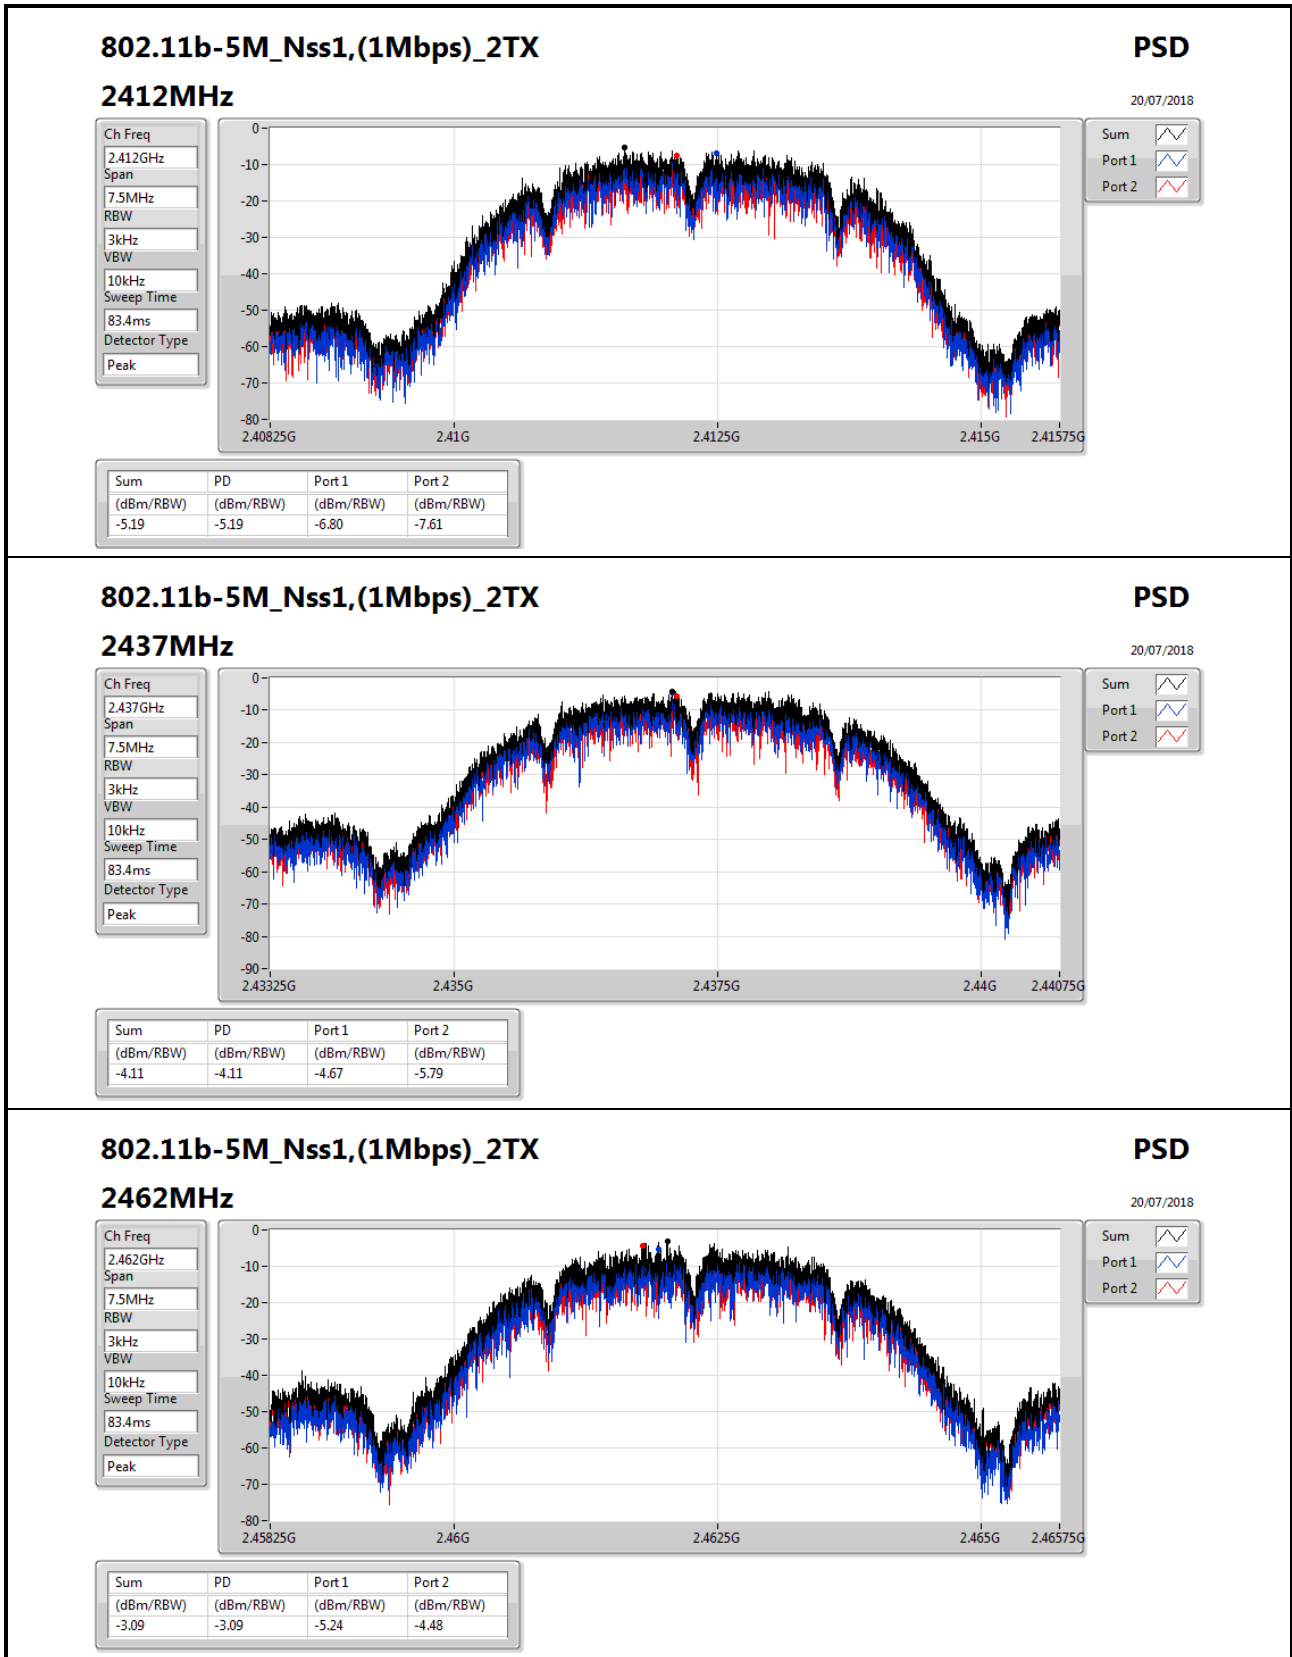 802.11b-5M_Nss1,(1Mbps)_2TX PSD
2412MHz 20/07/2018
Ch Freq
2.412GHz
Span
7.5MHz
RBW
3kHz
VBW
10kHz
Sweep Time
83.4ms
Detector Type
Peak
0
-10
-20
-30
-40
-50
-60
-70
-80
2.40825G 2.41G 2.4125G 2.415G 2.41575G
Sum
Port 1
Port 2
Sum PD Port 1 Port 2
(dBm/RBW) (dBm/RBW) (dBm/RBW) (dBm/RBW)
-5.19 -5.19 -6.80 -7.61
802.11b-5M_Nss1,(1Mbps)_2TX PSD
2437MHz 20/07/2018
Ch Freq
2.437GHz
Span
7.5MHz
RBW
3kHz
VBW
10kHz
Sweep Time
83.4ms
Detector Type
Peak
0
-10
-20
-30
-40
-50
-60
-70
-80
-90
2.43325G 2.435G 2.4375G 2.44G 2.44075G
Sum
Port 1
Port 2
Sum PD Port 1 Port 2
(dBm/RBW) (dBm/RBW) (dBm/RBW) (dBm/RBW)
-4.11 -4.11 -4.67 -5.79
802.11b-5M_Nss1,(1Mbps)_2TX PSD
2462MHz 20/07/2018
Ch Freq
2.462GHz
Span
7.5MHz
RBW
3kHz
VBW
10kHz
Sweep Time
83.4ms
Detector Type
Peak
0
-10
-20
-30
-40
-50
-60
-70
-80
2.45825G 2.46G 2.4625G 2.465G 2.46575G
Sum
Port 1
Port 2
Sum PD Port 1 Port 2
(dBm/RBW) (dBm/RBW) (dBm/RBW) (dBm/RBW)
-3.09 -3.09 -5.24 -4.48